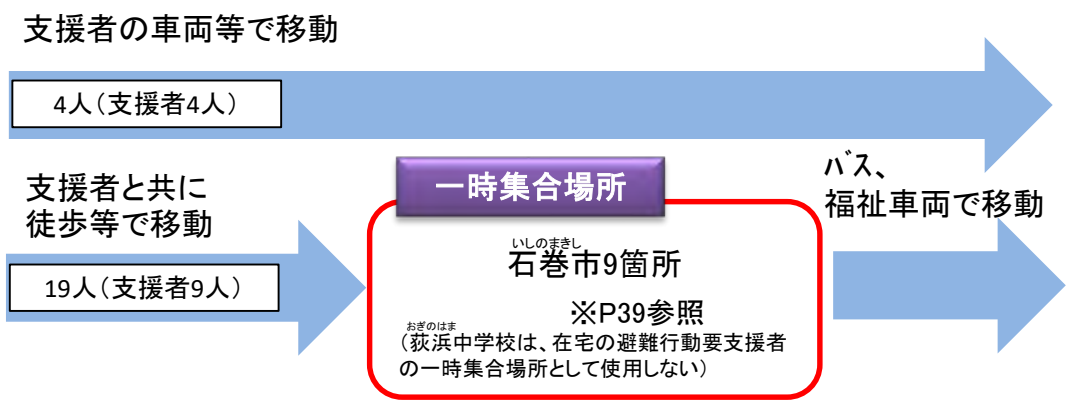 支援者の車両等で移動
4人（支援者4人）
支援者と共に
徒歩等で移動
19人（支援者9人）
一時集合場所
いしのまきし
石巻市9箇所
※P39参照
おぎのはま
（荻浜中学校は、在宅の避難行動要支援者
の一時集合場所として使用しない）
バス、
福祉車両で移動